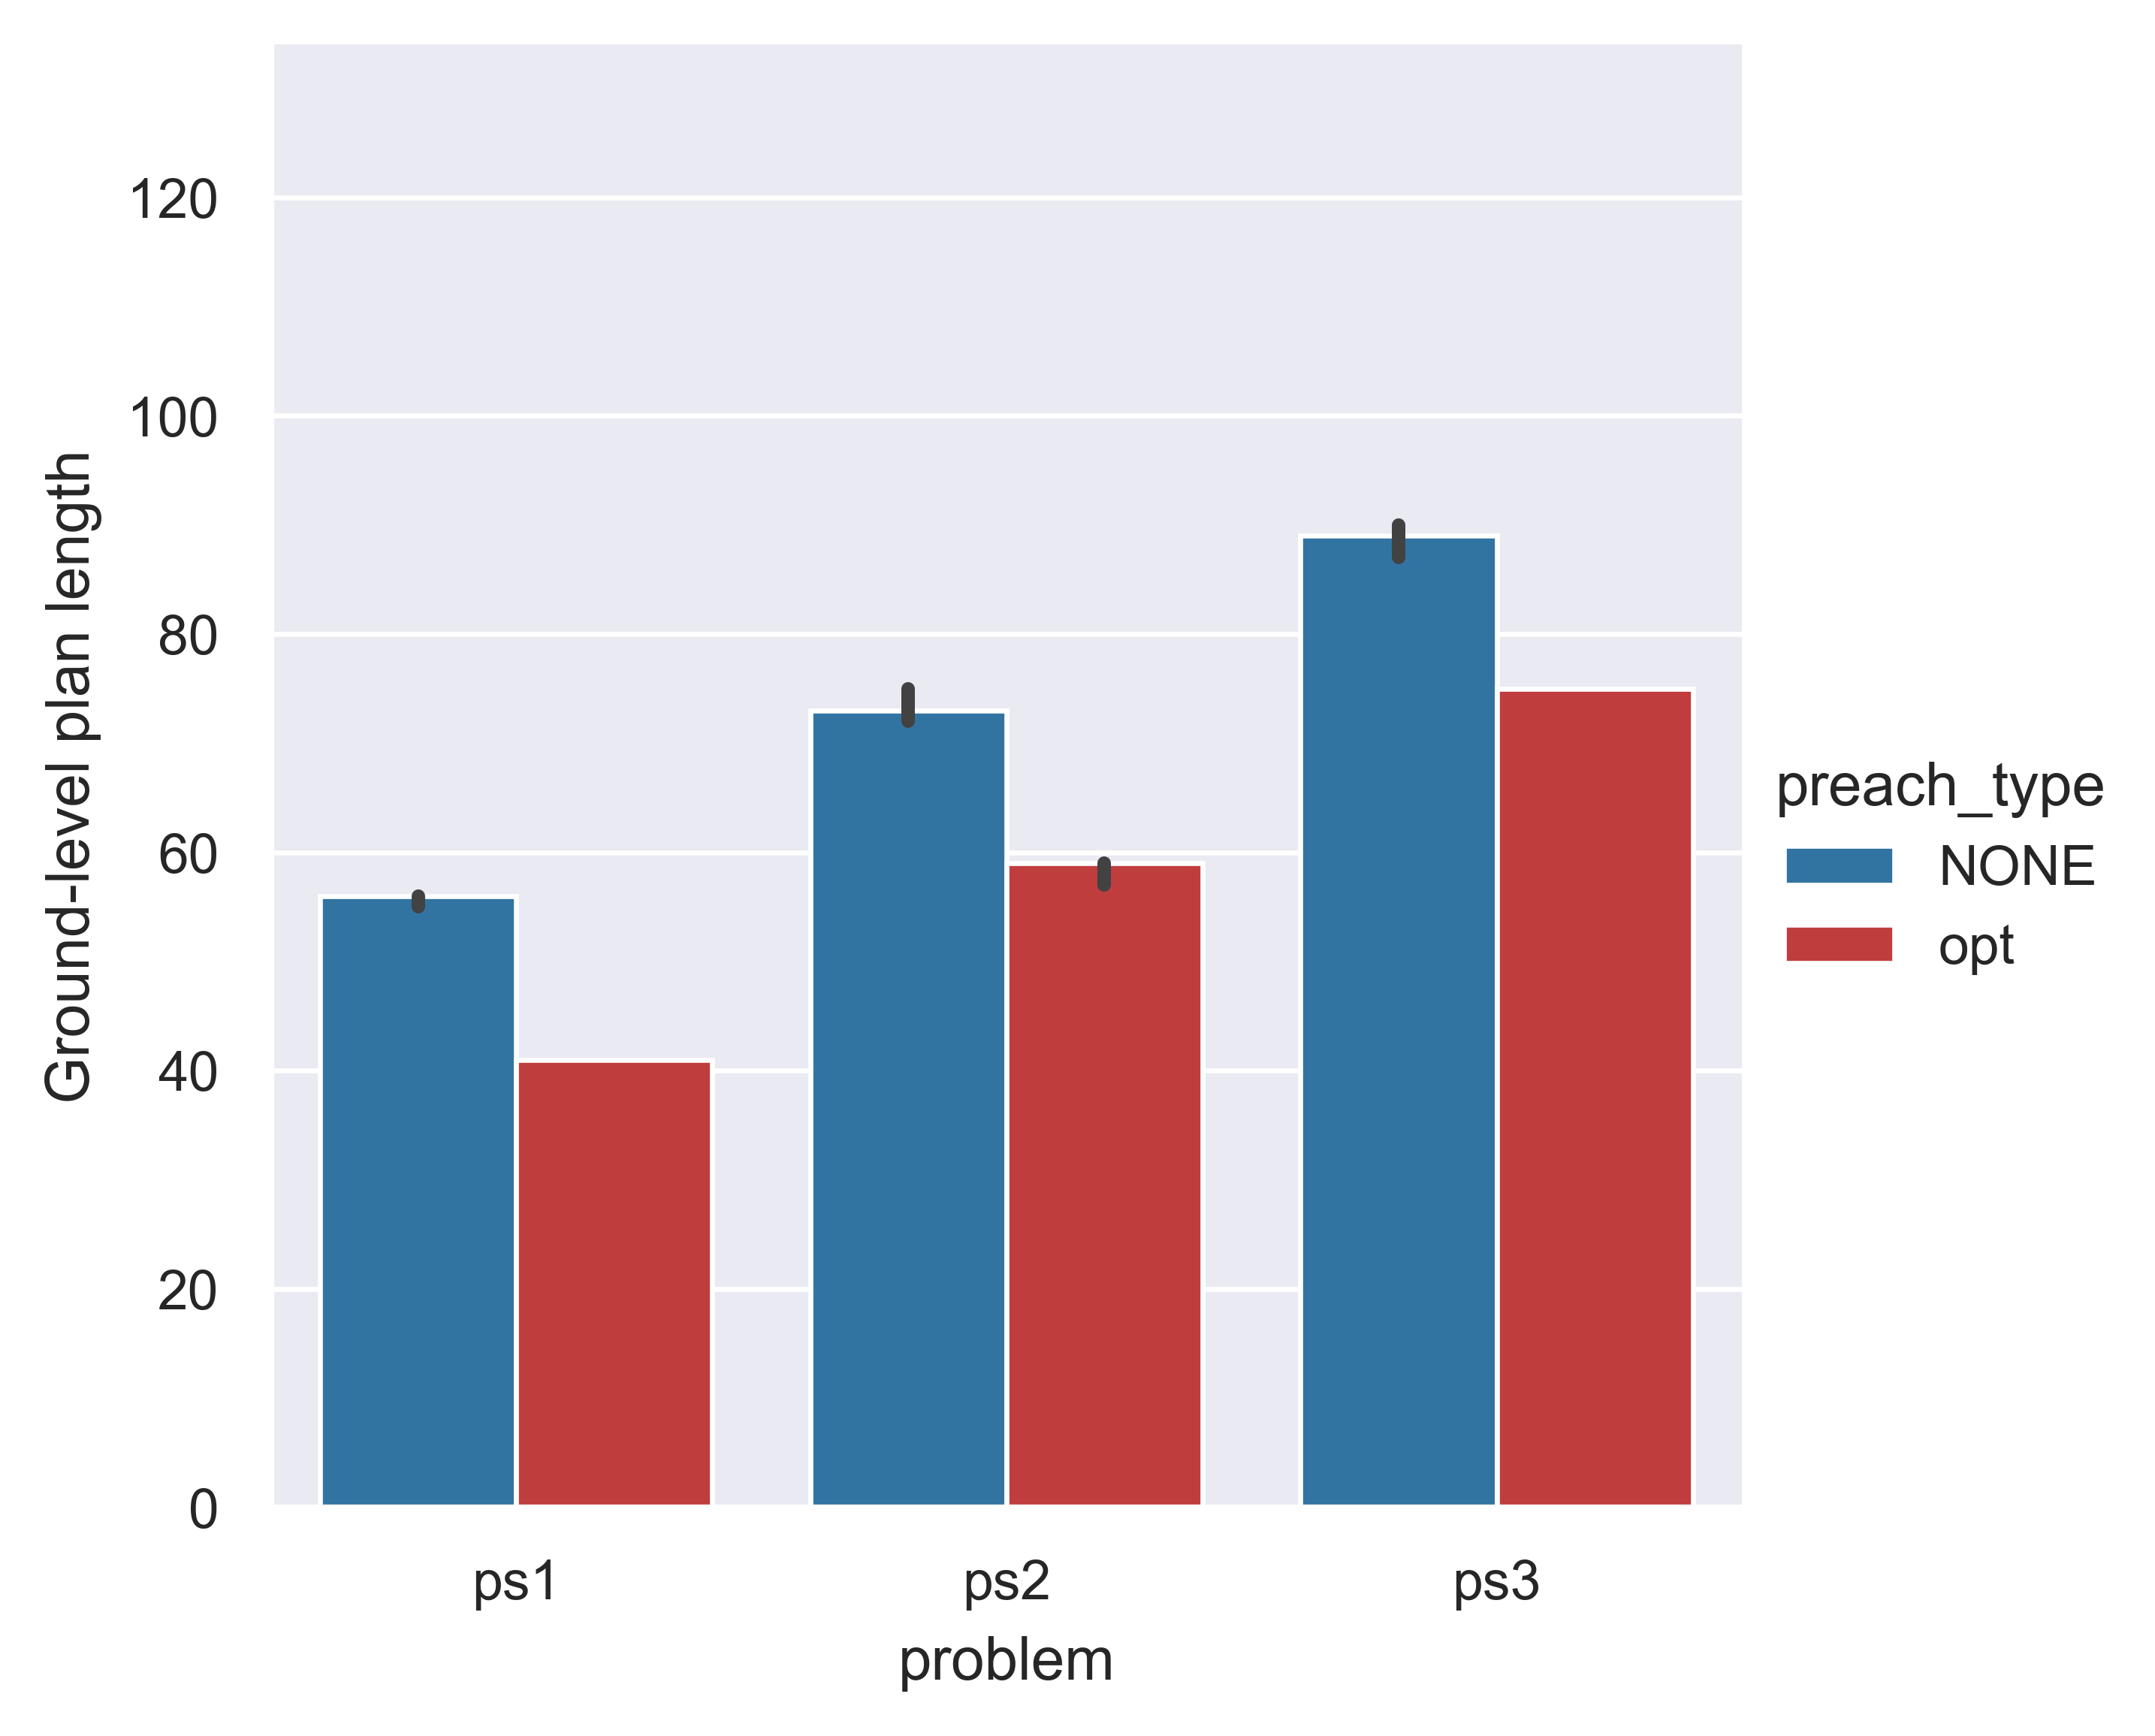 Ground-level plan length
120
100
80
60
40
20
0
ps1 ps2 ps3
problem
preach_type
NONE
opt